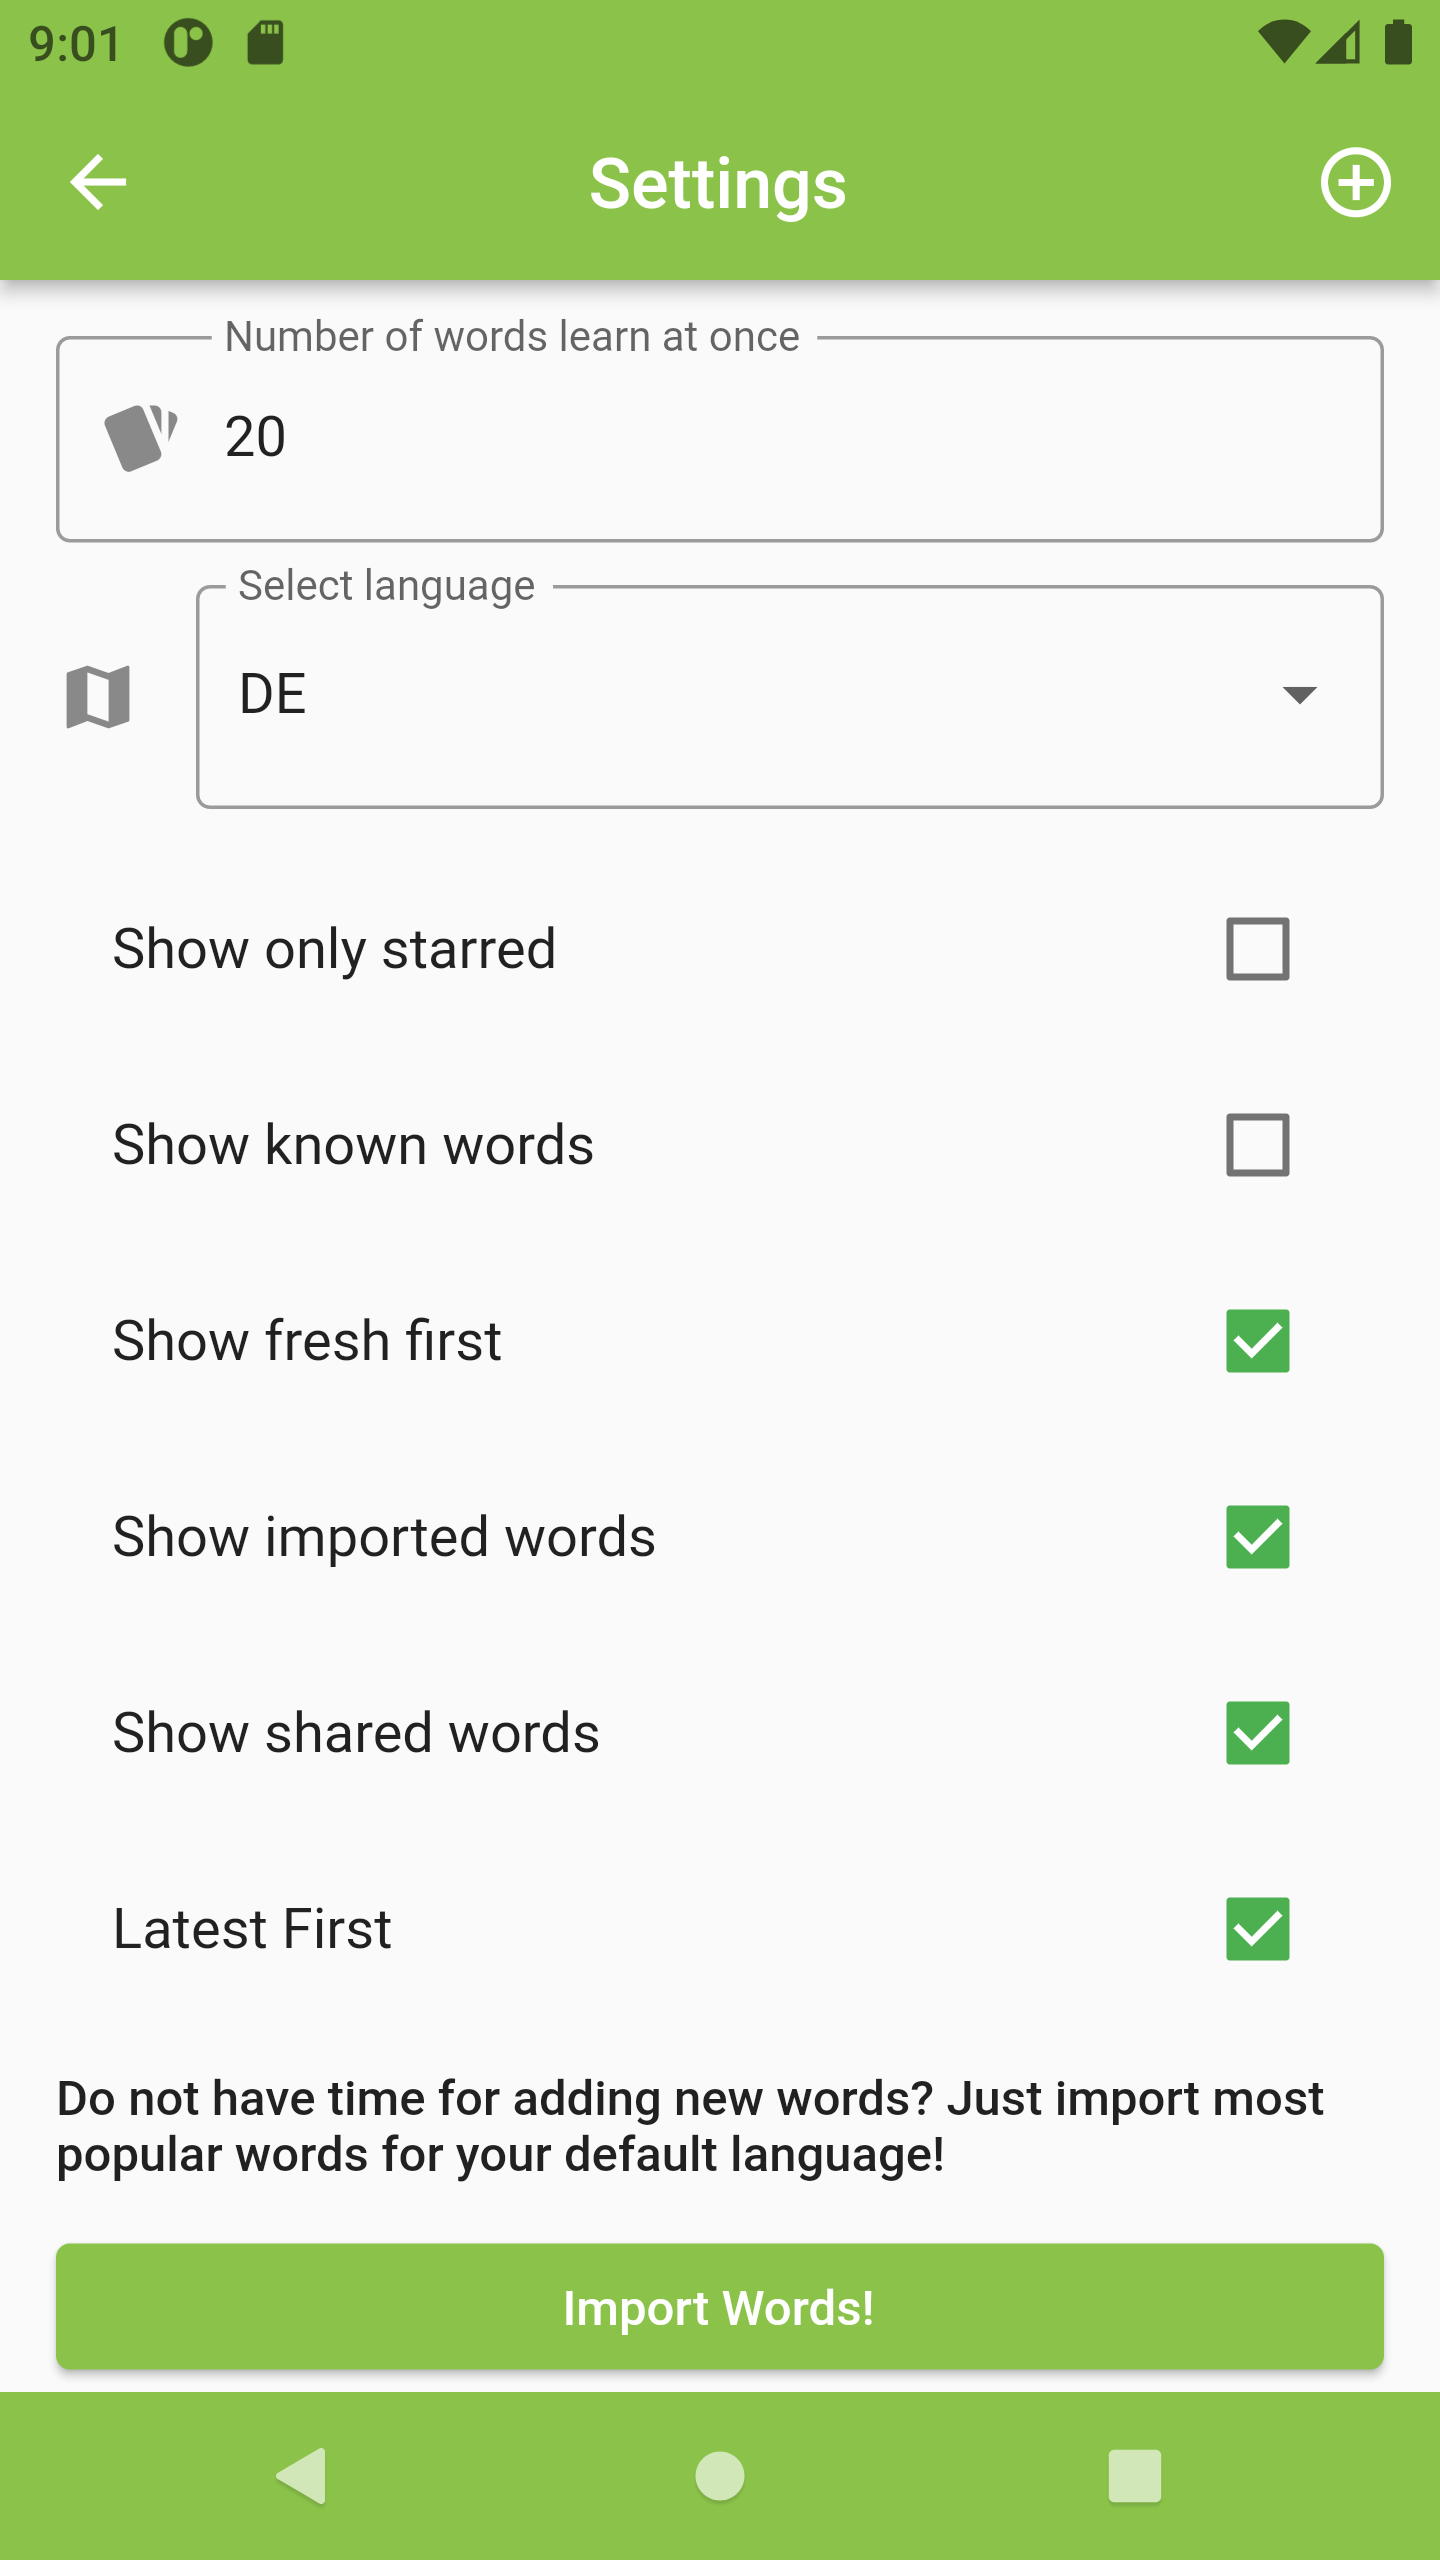 9:01
Settings
Number of words learn at once
20
Select language
DE
Show only starred
Show known words
Show fresh first
Show imported words
Show shared words
Latest First
Do not have time for adding new words? Just import most
popular words for your default language!
Import Words!